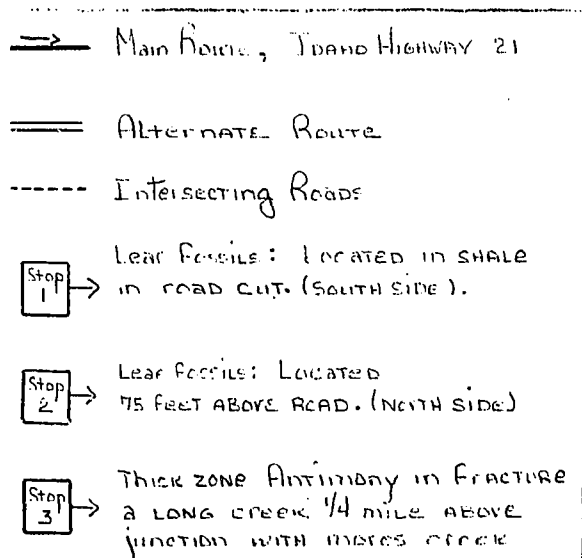 Main Route, Idaho Highway 21
Alternate Route
Intersecting Roads
Stop 1
Leaf Fossils: Located in shale
in road cut. (South side).
Stop 2
Leaf Fossils: Located
75 feet above road. (North side)
Stop 3
Thick zone Antimony in Fracture
a long creek 1/4 mile above
junction with mores creek